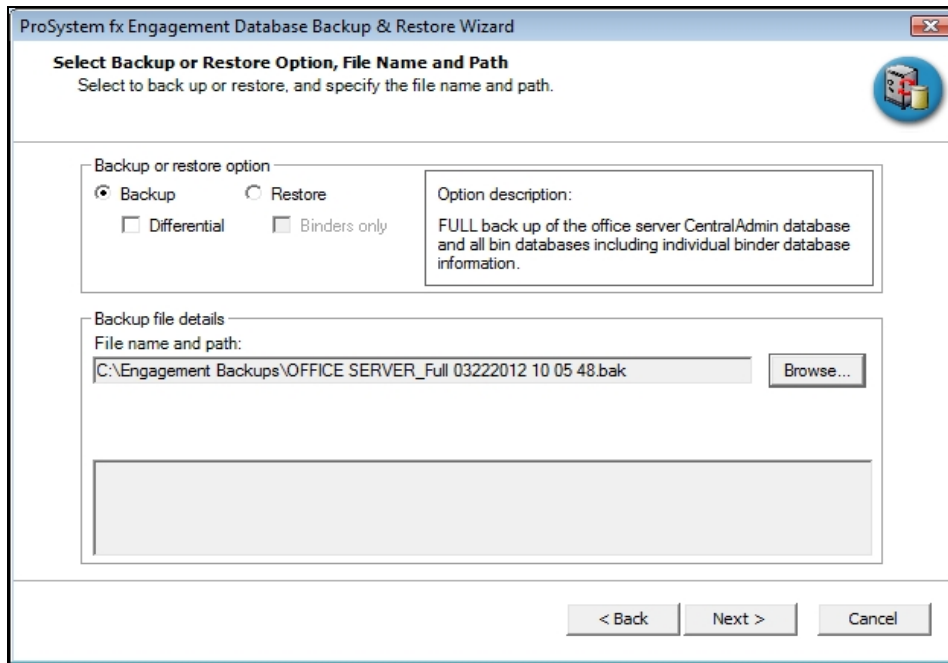 ProSystem fx Engagement Database Backup & Restore Wizard
Select Backup or Restore Option, File Name and Path
Select to back up or restore, and specify the file name and path.
Backup or restore option
Backup
Restore
Differential
Binders only
Option description:
FULL back up of the office server CentralAdmin database
and all bin databases including individual binder database
information.
Backup file details
File name and path:
C:\Engagement Backups\OFFICE SERVER_Full 03222012 10 05 48.bak
Browse...
< Back
Next >
Cancel